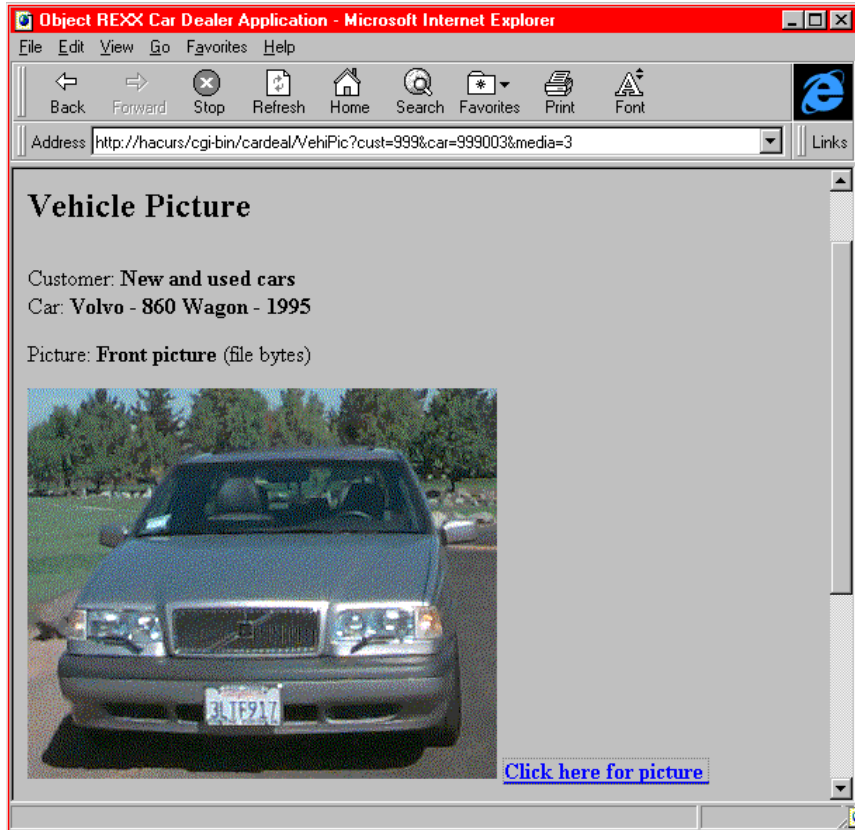 Object REXX Car Dealer Application - Microsoft Internet Explorer
File Edit View Go Favorites Help
Back Forward Stop Refresh Home Search Favorites Print Font
Address http://hacurs/cgi-bin/cardeal/VehiPic?cust=999&car=999003&media=3 Links
Vehicle Picture
Customer: New and used cars
Car: Volvo - 860 Wagon - 1995
Picture: Front picture (file bytes)
3LTF917
Click here for picture